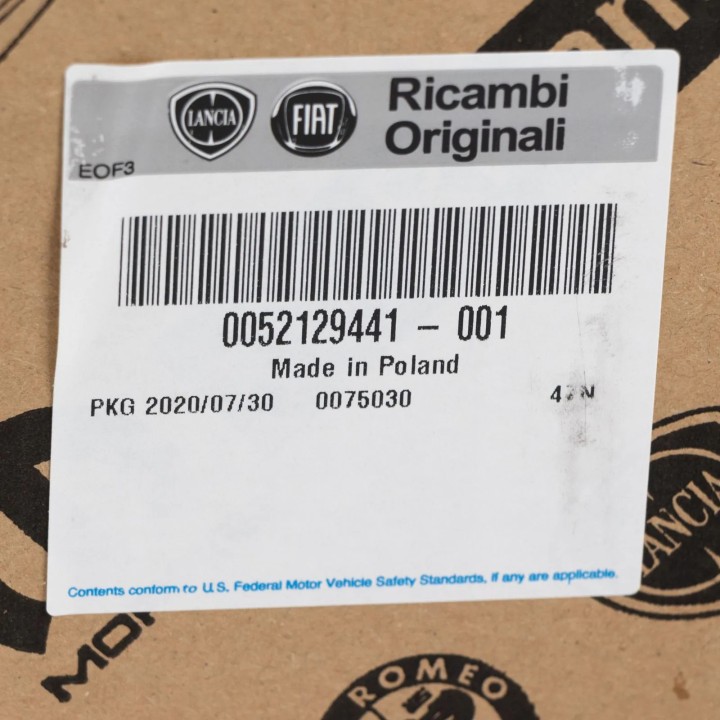 LANCIA
FIAT
Ricambi
Originali
EOF3
0052129441 - 001
Made in Poland
PKG 2020/07/30 0075030
Contents conform to U.S. Federal Motor Vehicle Safety Standards, if any are applicable.
LANCIA
ROMEO